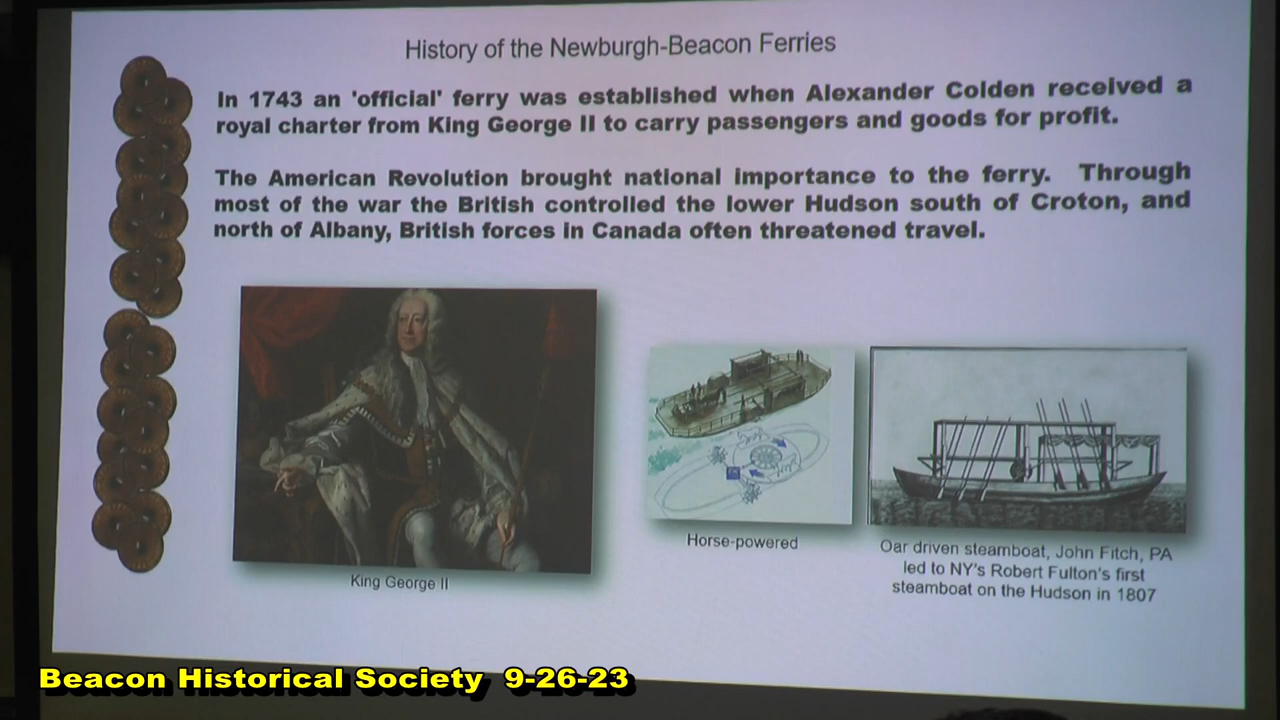 History of the Newburgh-Beacon Ferries
In 1743 an 'official' ferry was established when Alexander Colden received a
royal charter from King George II to carry passengers and goods for profit.
The American Revolution brought national importance to the ferry. Through
most of the war the British controlled the lower Hudson south of Croton, and
north of Albany, British forces in Canada often threatened travel.
King George II
Horse-powered
Oar driven steamboat, John Fitch, PA
led to NY's Robert Fulton's first
steamboat on the Hudson in 1807
Beacon Historical Society 9-26-23